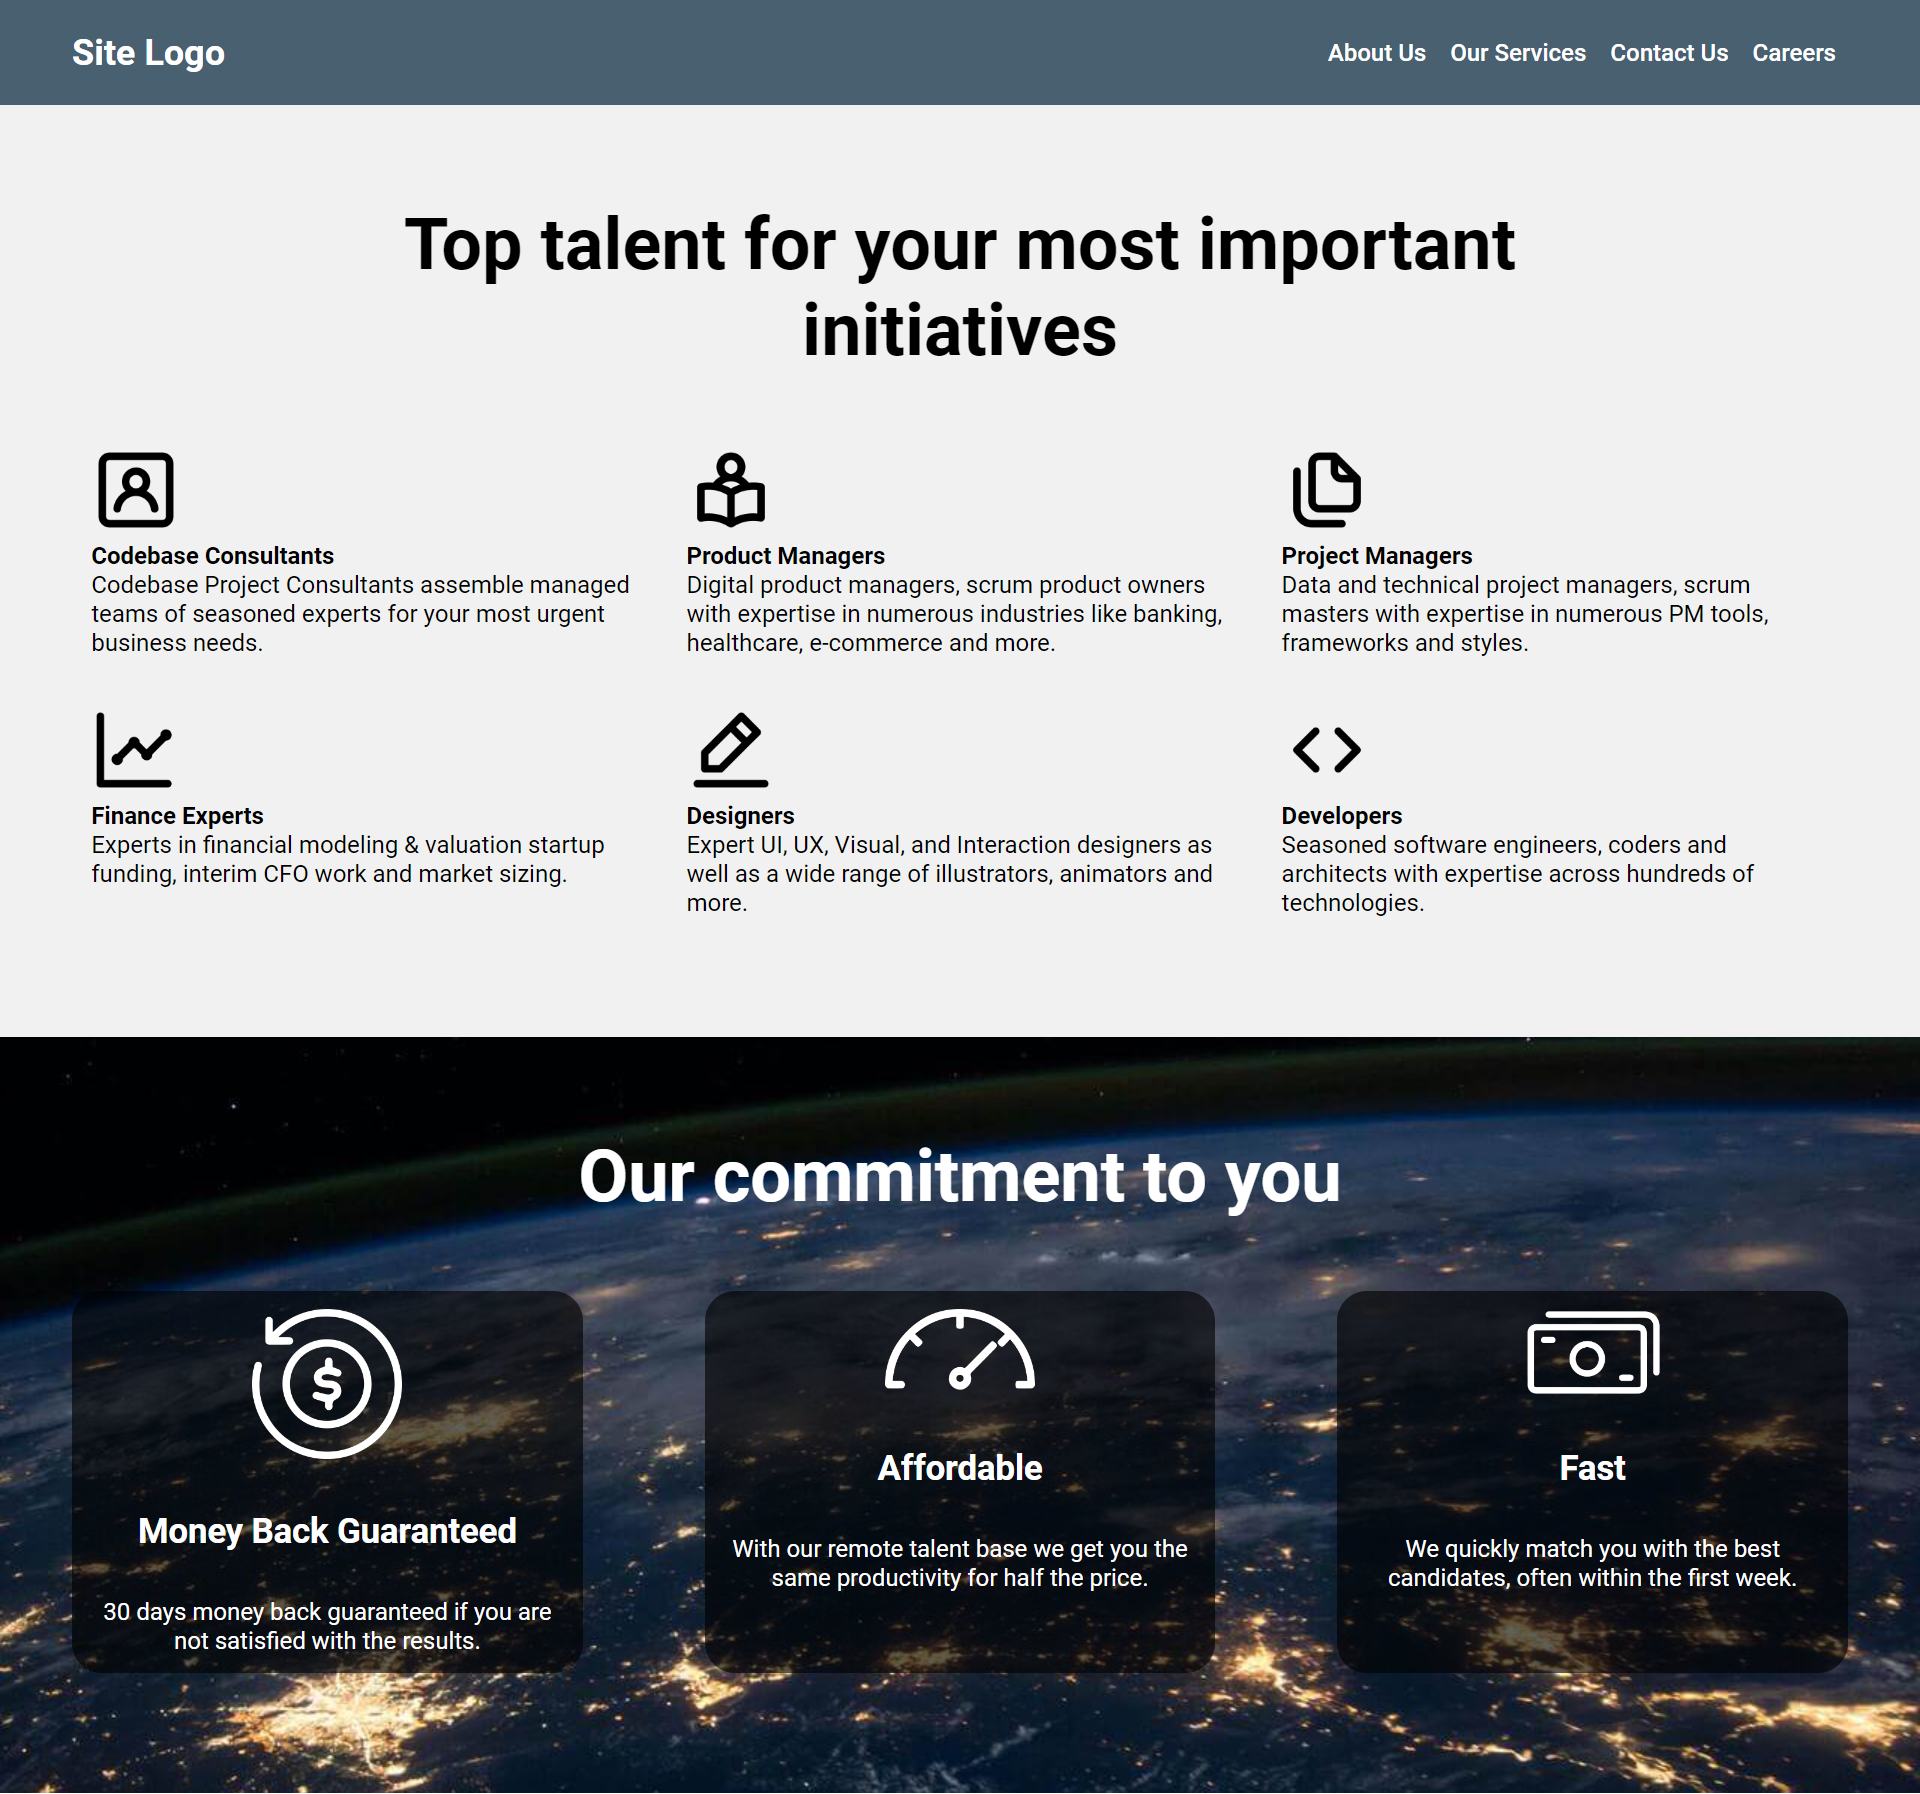 Site Logo
About Us Our Services Contact Us Careers
Top talent for your most important
initiatives
Codebase Consultants
Codebase Project Consultants assemble managed
teams of seasoned experts for your most urgent
business needs.
Product Managers
Digital product managers, scrum product owners
with expertise in numerous industries like banking,
healthcare, e-commerce and more.
Project Managers
Data and technical project managers, scrum
masters with expertise in numerous PM tools,
frameworks and styles.
Finance Experts
Experts in financial modeling & valuation startup
funding, interim CFO work and market sizing.
Designers
Expert UI, UX, Visual, and Interaction designers as
well as a wide range of illustrators, animators and
more.
Developers
Seasoned software engineers, coders and
architects with expertise across hundreds of
technologies.
Our commitment to you
Money Back Guaranteed
30 days money back guaranteed if you are
not satisfied with the results.
Affordable
With our remote talent base we get you the
same productivity for half the price.
Fast
We quickly match you with the best
candidates, often within the first week.